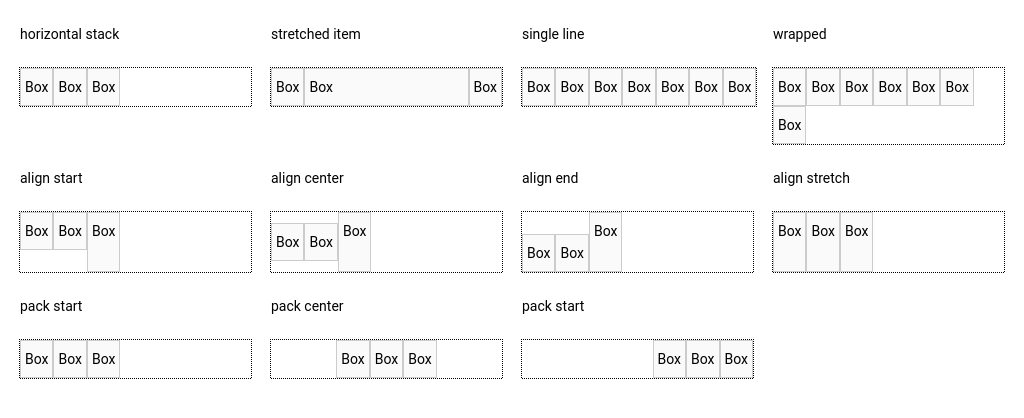 horizontal stack stretched item single line wrapped
Box Box Box Box Box Box Box Box Box Box Box Box Box Box Box Box Box Box Box
Box
align start align center align end align stretch
Box Box Box Box Box Box Box Box Box Box Box Box
pack start pack center pack start
Box Box Box Box Box Box Box Box Box